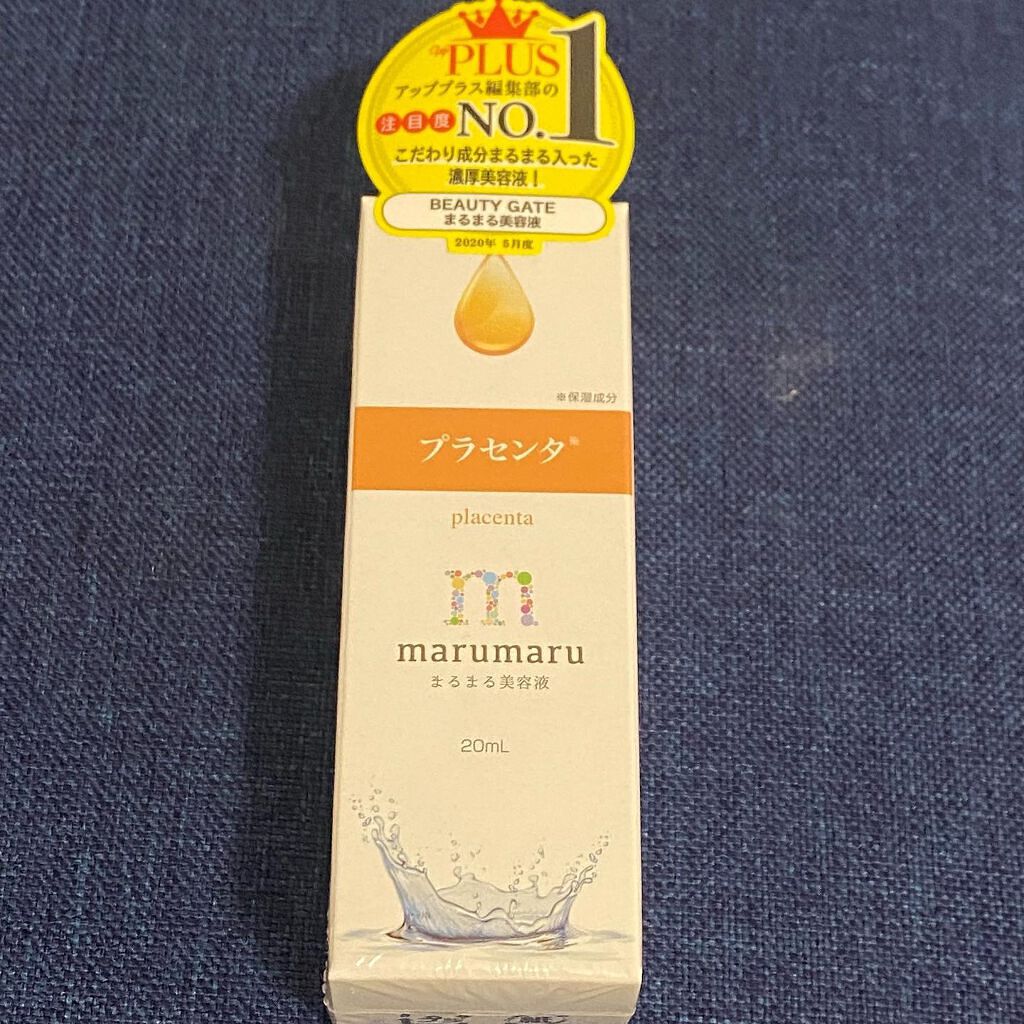 up PLUS
アッププラス編集部の
注目度 NO.1
こだわり成分まるまる入った
濃厚美容液!
BEAUTY GATE
まるまる美容液
2020年 5月度
※保湿成分
プラセンタ※
placenta
m
marumaru
まるまる美容液
20mL